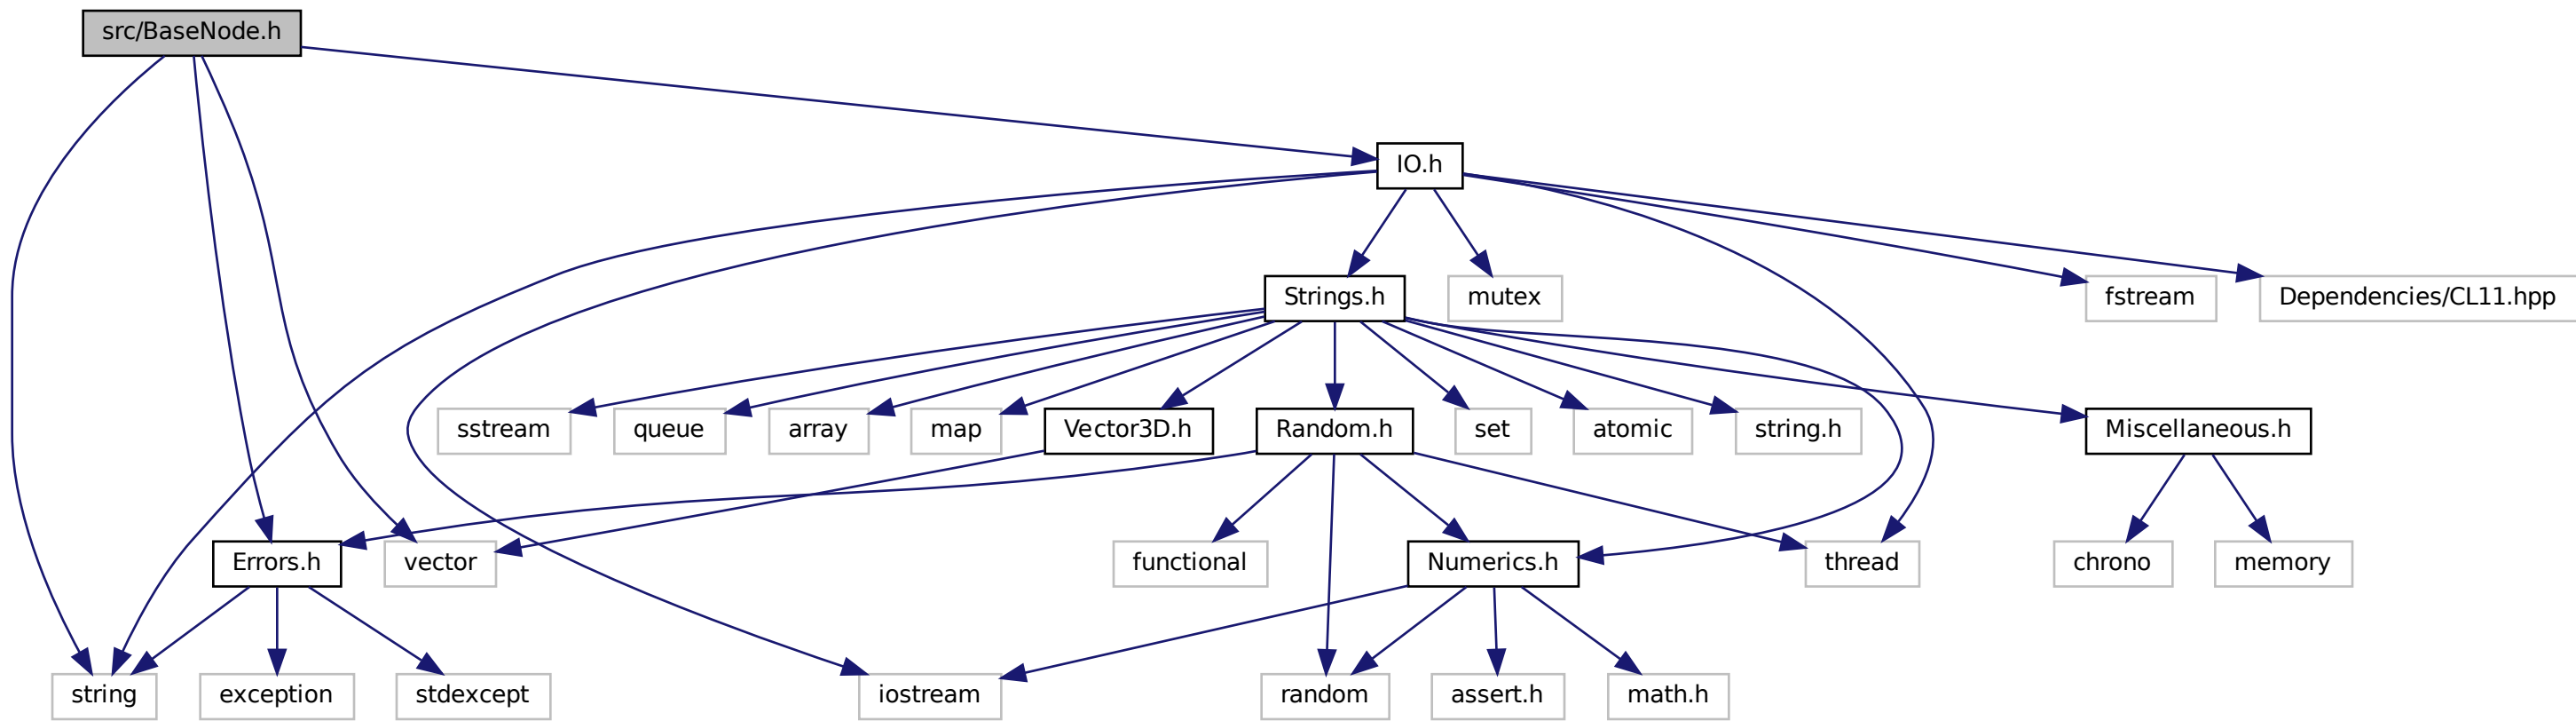 src/BaseNode.h
IO.h
Strings.h
mutex
fstream
Dependencies/CL11.hpp
sstream
queue
array
map
Vector3D.h
Random.h
set
atomic
string.h
Miscellaneous.h
Errors.h
vector
functional
Numerics.h
thread
chrono
memory
string
exception
stdexcept
iostream
random
assert.h
math.h